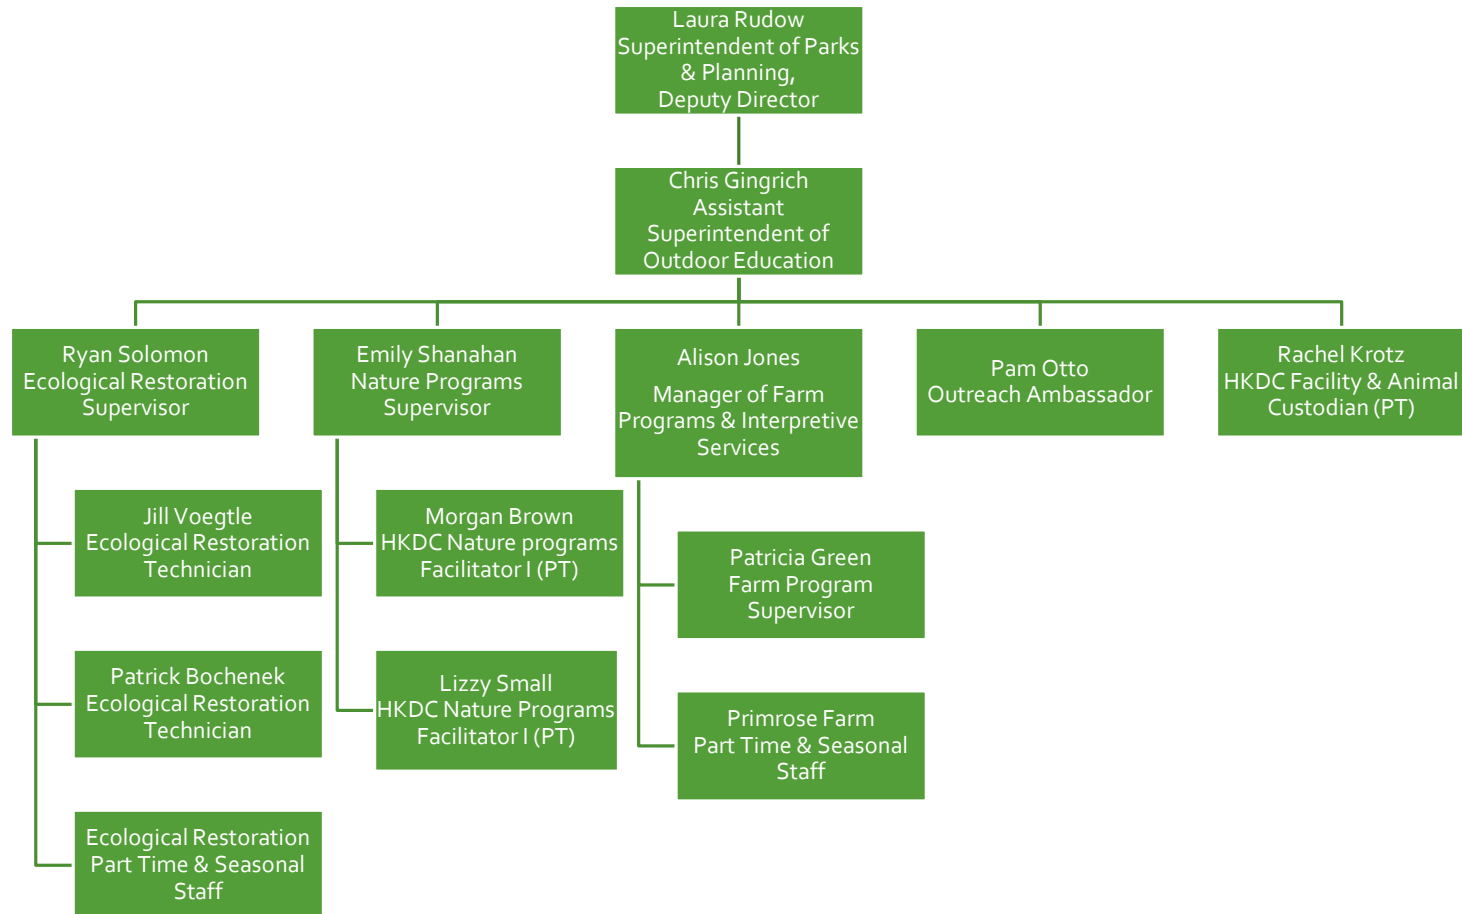 Laura Rudow
Superintendent of Parks
& Planning,
Deputy Director
Chris Gingrich
Assistant
Superintendent of
Outdoor Education
Ryan Solomon
Ecological Restoration
Supervisor
Emily Shanahan
Nature Programs
Supervisor
Alison Jones
Manager of Farm
Programs & Interpretive
Services
Pam Otto
Outreach Ambassador
Rachel Krotz
HKDC Facility & Animal
Custodian (PT)
Jill Voegtle
Ecological Restoration
Technician
Patrick Bochenek
Ecological Restoration
Technician
Ecological Restoration
Part Time & Seasonal
Staff
Morgan Brown
HKDC Nature programs
Facilitator I (PT)
Lizzy Small
HKDC Nature Programs
Facilitator I (PT)
Patricia Green
Farm Program
Supervisor
Primrose Farm
Part Time & Seasonal
Staff